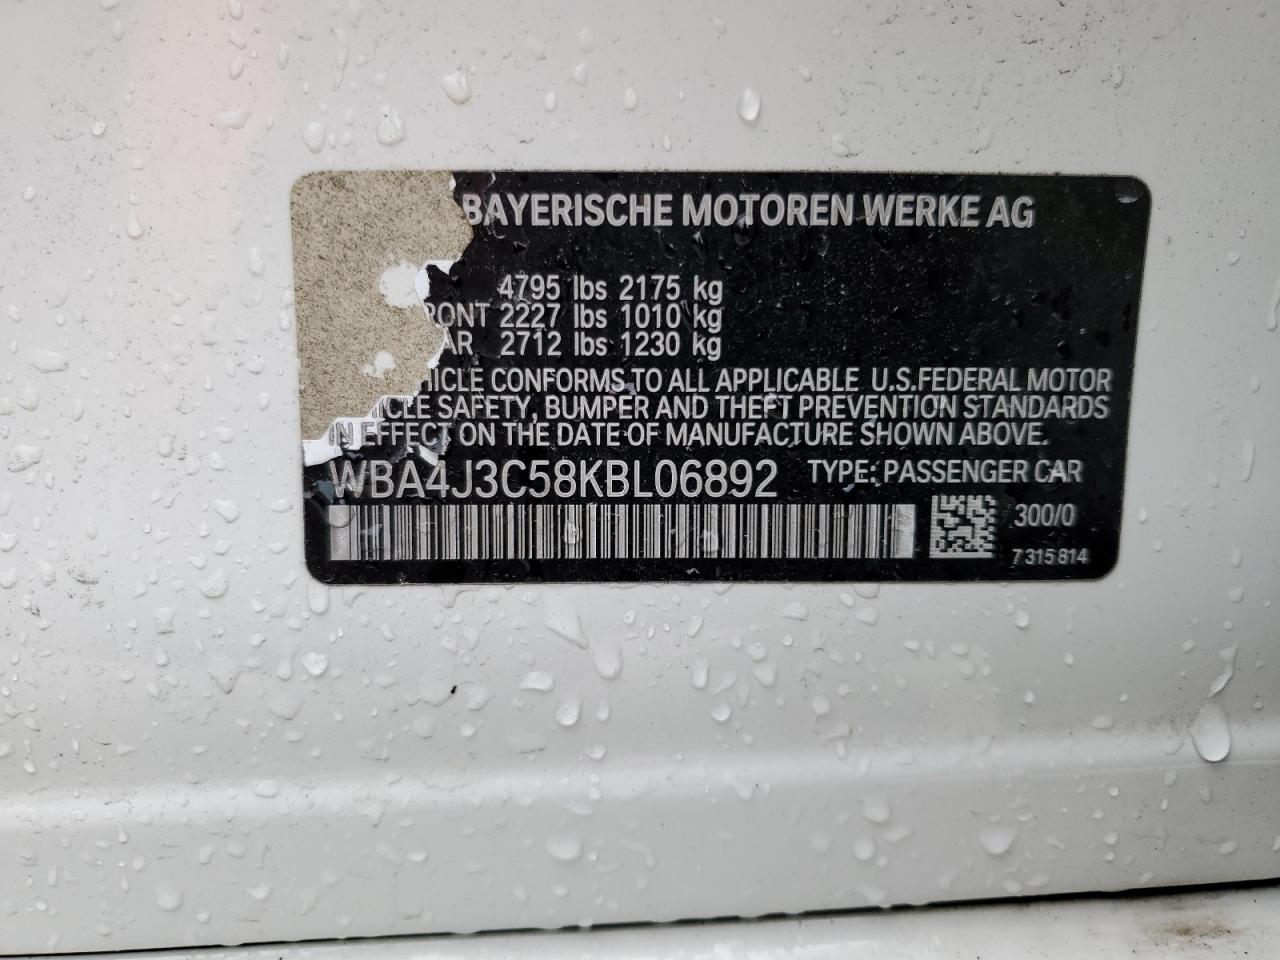 BAYERISCHE MOTOREN WERKE AG
4795 lbs 2175 kg
RONT 2227 lbs 1010 kg
AR 2712 lbs 1230 kg
HICLE CONFORMS TO ALL APPLICABLE U.S.FEDERAL MOTOR
ICLE SAFETY, BUMPER AND THEFT PREVENTION STANDARDS
IN EFFECT ON THE DATE OF MANUFACTURE SHOWN ABOVE.
WBA4J3C58KBL06892 TYPE: PASSENGER CAR
300/0
7 315 814